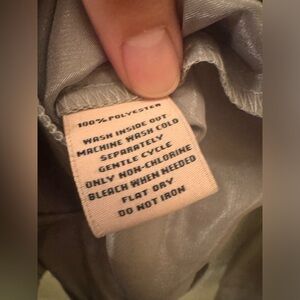 100% POLYESTER
WASH INSIDE OUT
MACHINE WASH COLD
SEPARATELY
GENTLE CYCLE
ONLY NON-CHLORINE
BLEACH WHEN NEEDED
FLAT DRY
DO NOT IRON